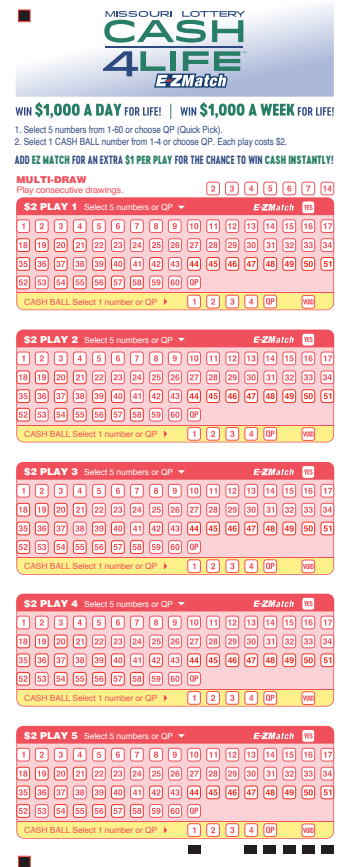 MISSOURI LOTTERY
CASH
4LIFE™
E-ZMatch
WIN $1,000 A DAY FOR LIFE! | WIN $1,000 A WEEK FOR LIFE!
1. Select 5 numbers from 1-60 or choose QP (Quick Pick).
2. Select 1 CASH BALL number from 1-4 or choose QP. Each play costs $2.
ADD EZ MATCH FOR AN EXTRA $1 PER PLAY FOR THE CHANCE TO WIN CASH INSTANTLY!
MULTI-DRAW
Play consecutive drawings. 2 3 4 5 6 7 14
$2 PLAY 1 Select 5 numbers or QP E-ZMatch YES
1 2 3 4 5 6 7 8 9 10 11 12 13 14 15 16 17
18 19 20 21 22 23 24 25 26 27 28 29 30 31 32 33 34
35 36 37 38 39 40 41 42 43 44 45 46 47 48 49 50 51
52 53 54 55 56 57 58 59 60 QP
CASH BALL Select 1 number or QP 1 2 3 4 QP VOID
$2 PLAY 2 Select 5 numbers or QP E-ZMatch YES
1 2 3 4 5 6 7 8 9 10 11 12 13 14 15 16 17
18 19 20 21 22 23 24 25 26 27 28 29 30 31 32 33 34
35 36 37 38 39 40 41 42 43 44 45 46 47 48 49 50 51
52 53 54 55 56 57 58 59 60 QP
CASH BALL Select 1 number or QP 1 2 3 4 QP VOID
$2 PLAY 3 Select 5 numbers or QP E-ZMatch YES
1 2 3 4 5 6 7 8 9 10 11 12 13 14 15 16 17
18 19 20 21 22 23 24 25 26 27 28 29 30 31 32 33 34
35 36 37 38 39 40 41 42 43 44 45 46 47 48 49 50 51
52 53 54 55 56 57 58 59 60 QP
CASH BALL Select 1 number or QP 1 2 3 4 QP VOID
$2 PLAY 4 Select 5 numbers or QP E-ZMatch YES
1 2 3 4 5 6 7 8 9 10 11 12 13 14 15 16 17
18 19 20 21 22 23 24 25 26 27 28 29 30 31 32 33 34
35 36 37 38 39 40 41 42 43 44 45 46 47 48 49 50 51
52 53 54 55 56 57 58 59 60 QP
CASH BALL Select 1 number or QP 1 2 3 4 QP VOID
$2 PLAY 5 Select 5 numbers or QP E-ZMatch YES
1 2 3 4 5 6 7 8 9 10 11 12 13 14 15 16 17
18 19 20 21 22 23 24 25 26 27 28 29 30 31 32 33 34
35 36 37 38 39 40 41 42 43 44 45 46 47 48 49 50 51
52 53 54 55 56 57 58 59 60 QP
CASH BALL Select 1 number or QP 1 2 3 4 QP VOID